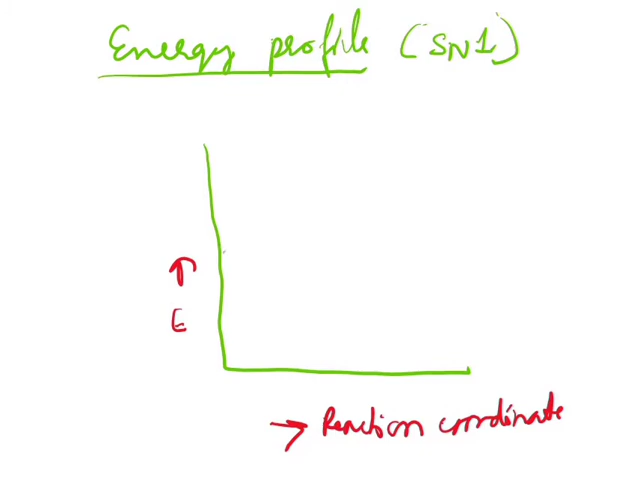 Energy profile (SN1)
↑
E
→ Reaction coordinate